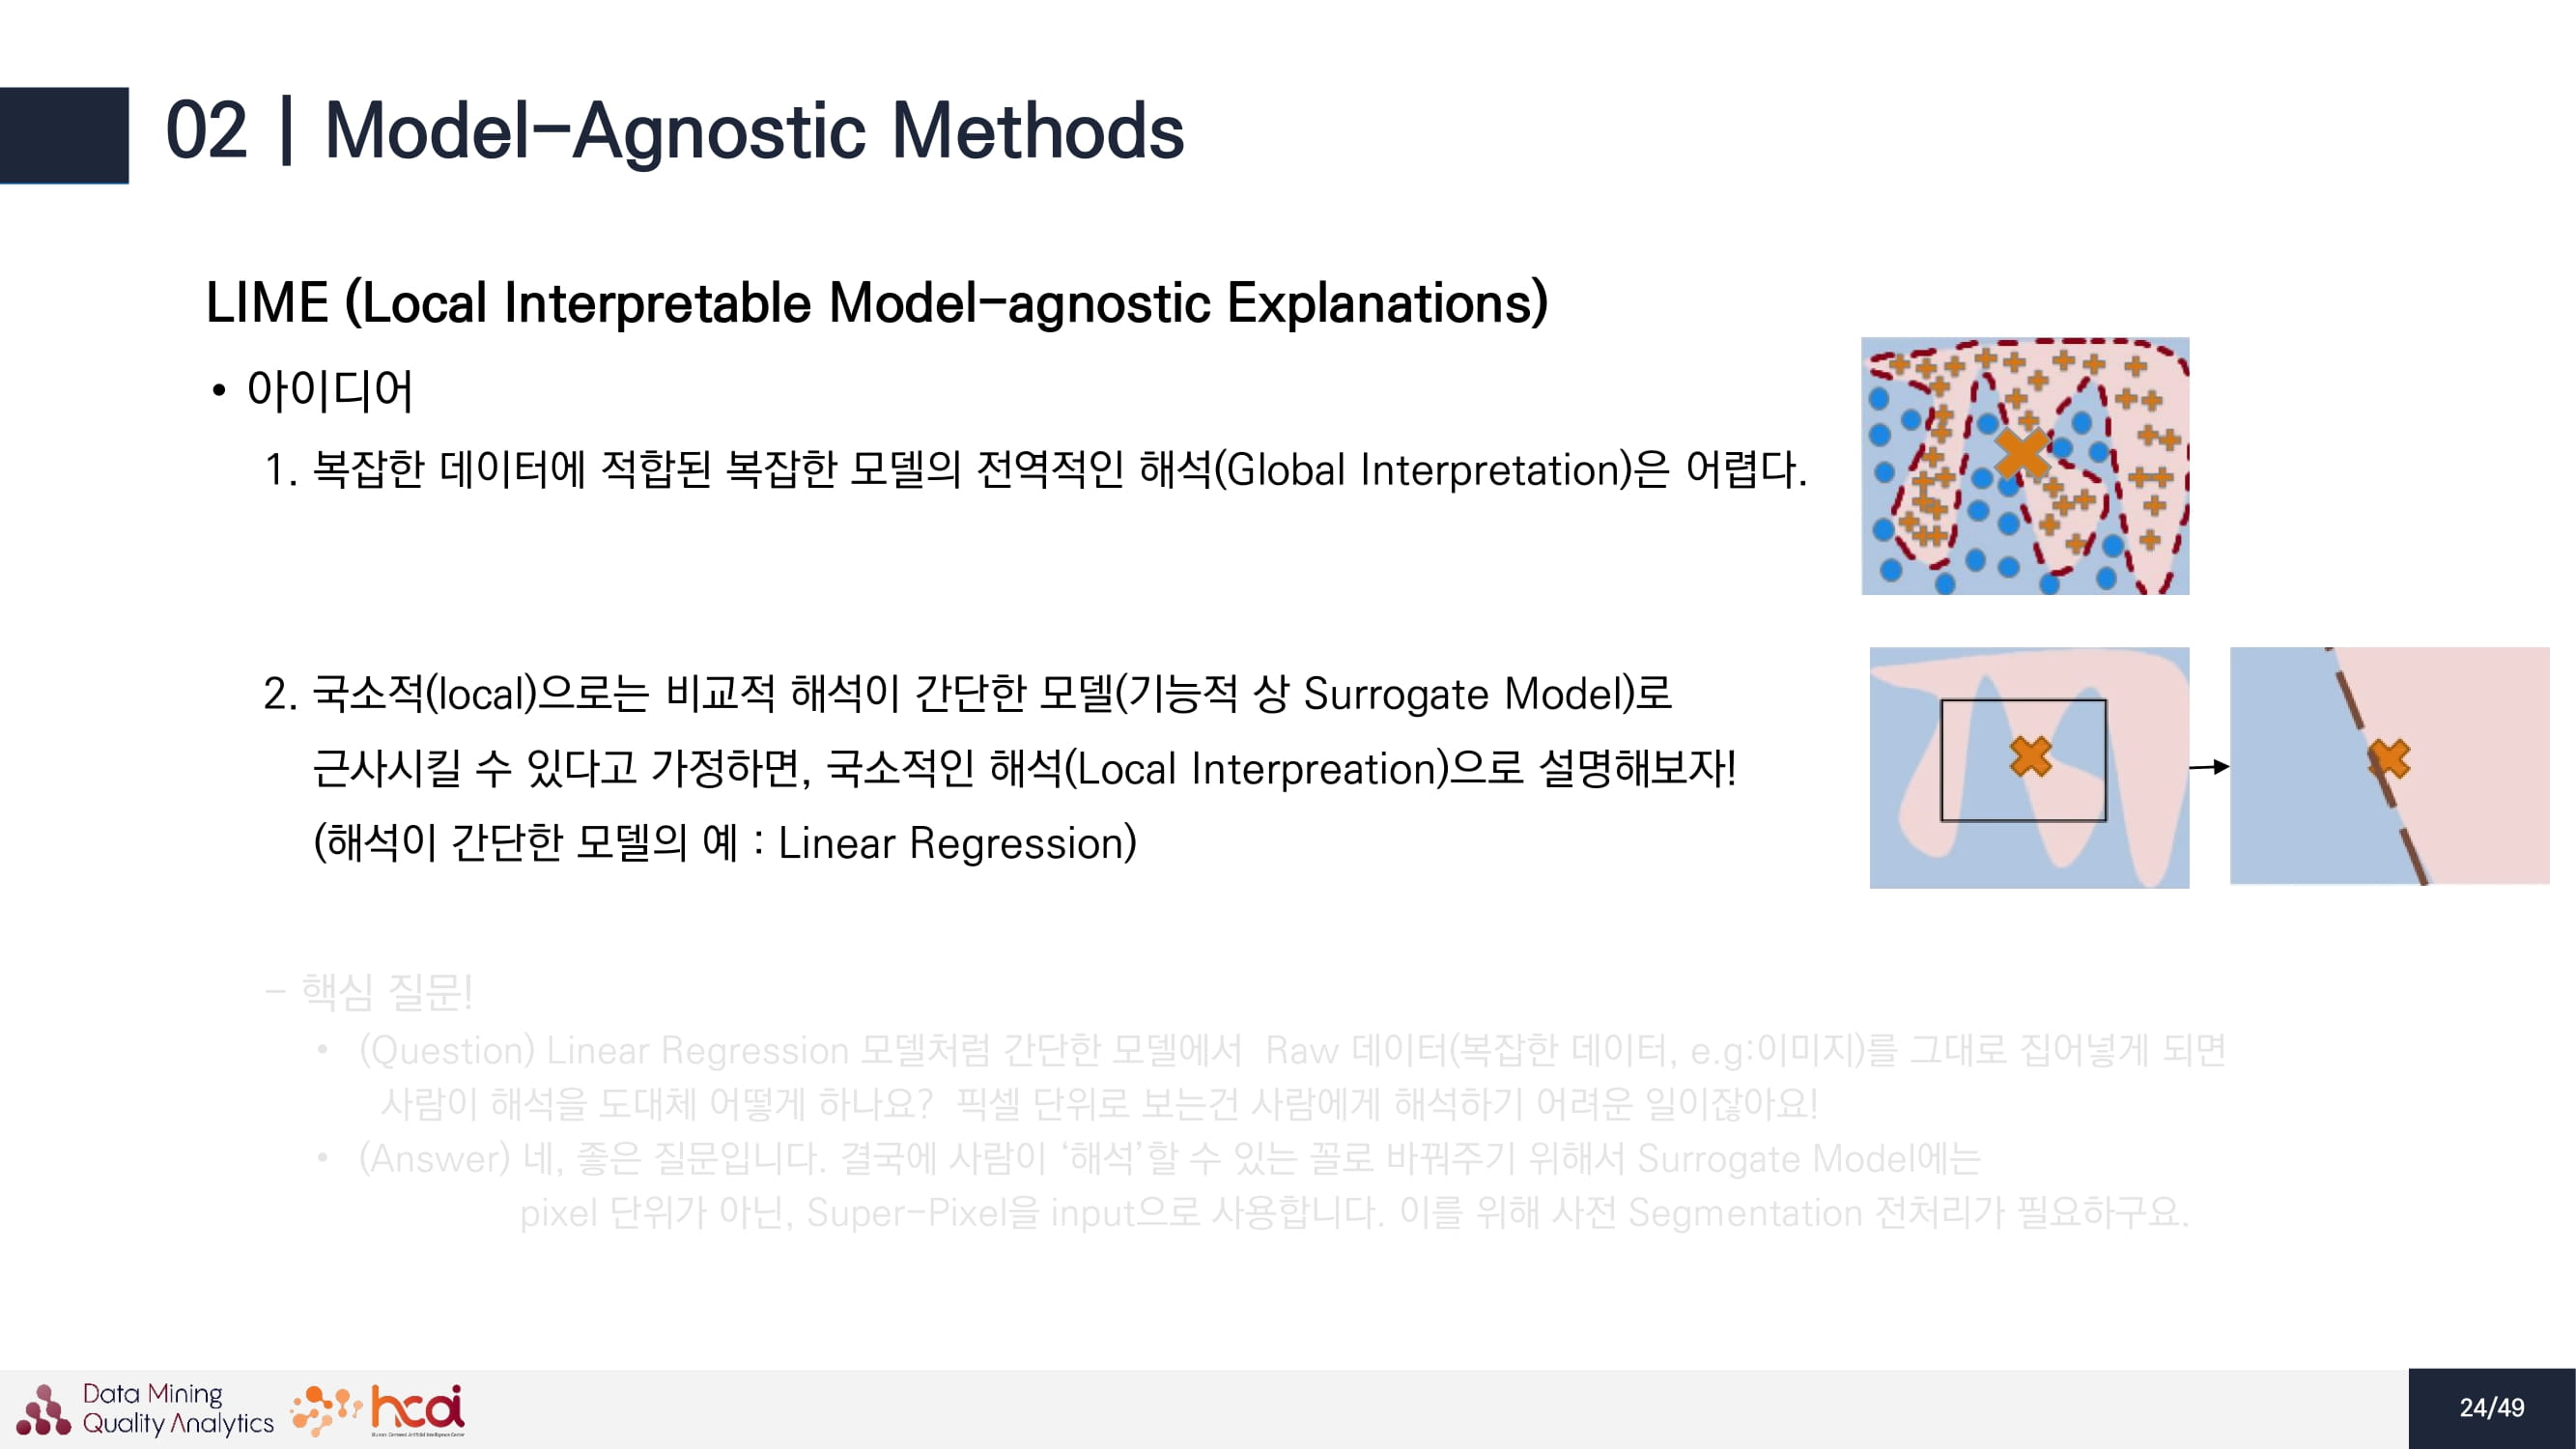 02 | Model-Agnostic Methods
LIME (Local Interpretable Model-agnostic Explanations)
• 아이디어
1. 복잡한 데이터에 적합된 복잡한 모델의 전역적인 해석(Global Interpretation)은 어렵다.
2. 국소적(local)으로는 비교적 해석이 간단한 모델(기능적 상 Surrogate Model)로
근사시킬 수 있다고 가정하면, 국소적인 해석(Local Interpreation)으로 설명해보자!
(해석이 간단한 모델의 예 : Linear Regression)
- 핵심 질문!
• (Question) Linear Regression 모델처럼 간단한 모델에서 Raw 데이터(복잡한 데이터, e.g:이미지)를 그대로 집어넣게 되면
사람이 해석을 도대체 어떻게 하나요? 픽셀 단위로 보는건 사람에게 해석하기 어려운 일이잖아요!
• (Answer) 네, 좋은 질문입니다. 결국에 사람이 ‘해석’할 수 있는 꼴로 바꿔주기 위해서 Surrogate Model에는
pixel 단위가 아닌, Super-Pixel을 input으로 사용합니다. 이를 위해 사전 Segmentation 전처리가 필요하구요.
Data Mining
Quality Analytics
hcai
Human Centered Artificial Intelligence Center
24/49